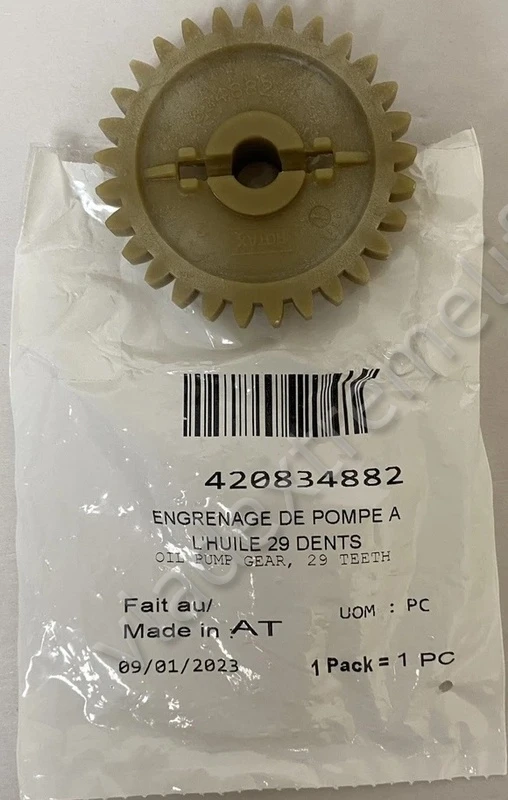 420834882
ENGRENAGE DE POMPE A
L'HUILE 29 DENTS
OIL PUMP GEAR, 29 TEETH
Fait au/
Made in AT
UOM : PC
09/01/2023
1 Pack = 1 PC